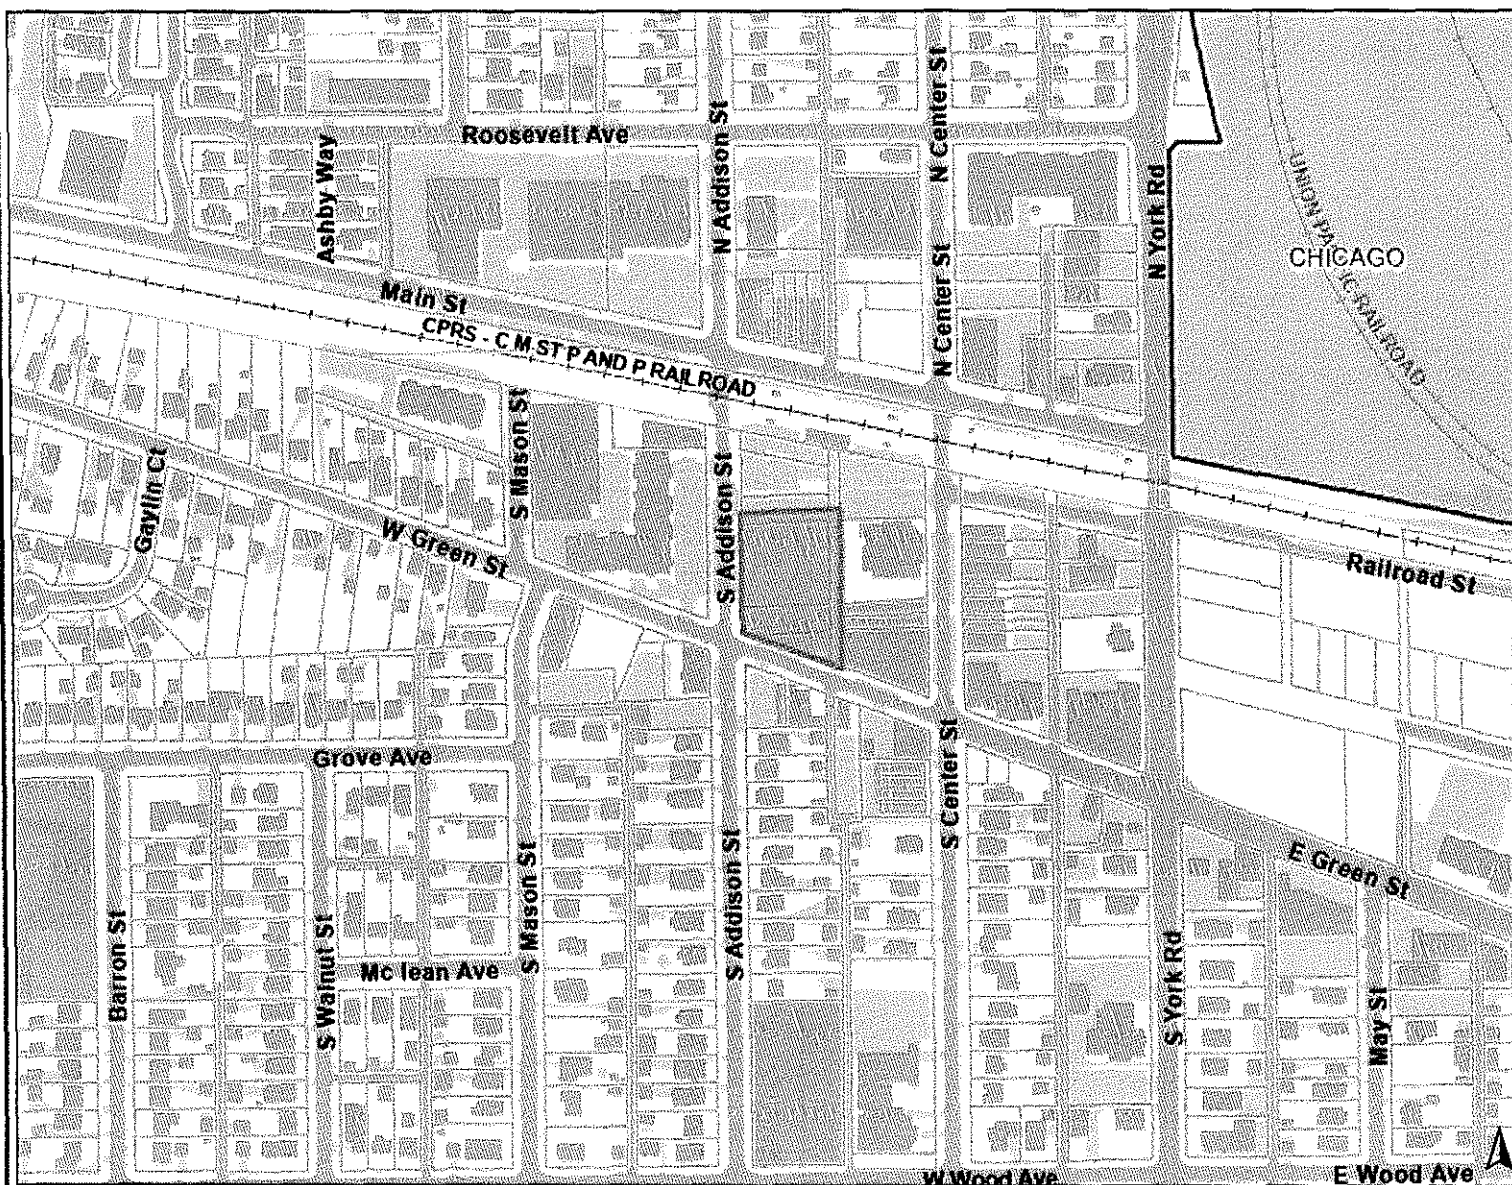 Roosevelt Ave
Ashby Way
N Addison St
N Center St
N York Rd
UNION PACIFIC RAILROAD
CHICAGO
Main St
CPRS - C M ST P AND P RAILROAD
N Center St
S Mason St
Gaylin Ct
W Green St
S Addison St
Railroad St
Grove Ave
S Center St
E Green St
S Mason St
S Addison St
Barron St
S Walnut St
Mc lean Ave
S York Rd
May St
W Wood Ave
E Wood Ave